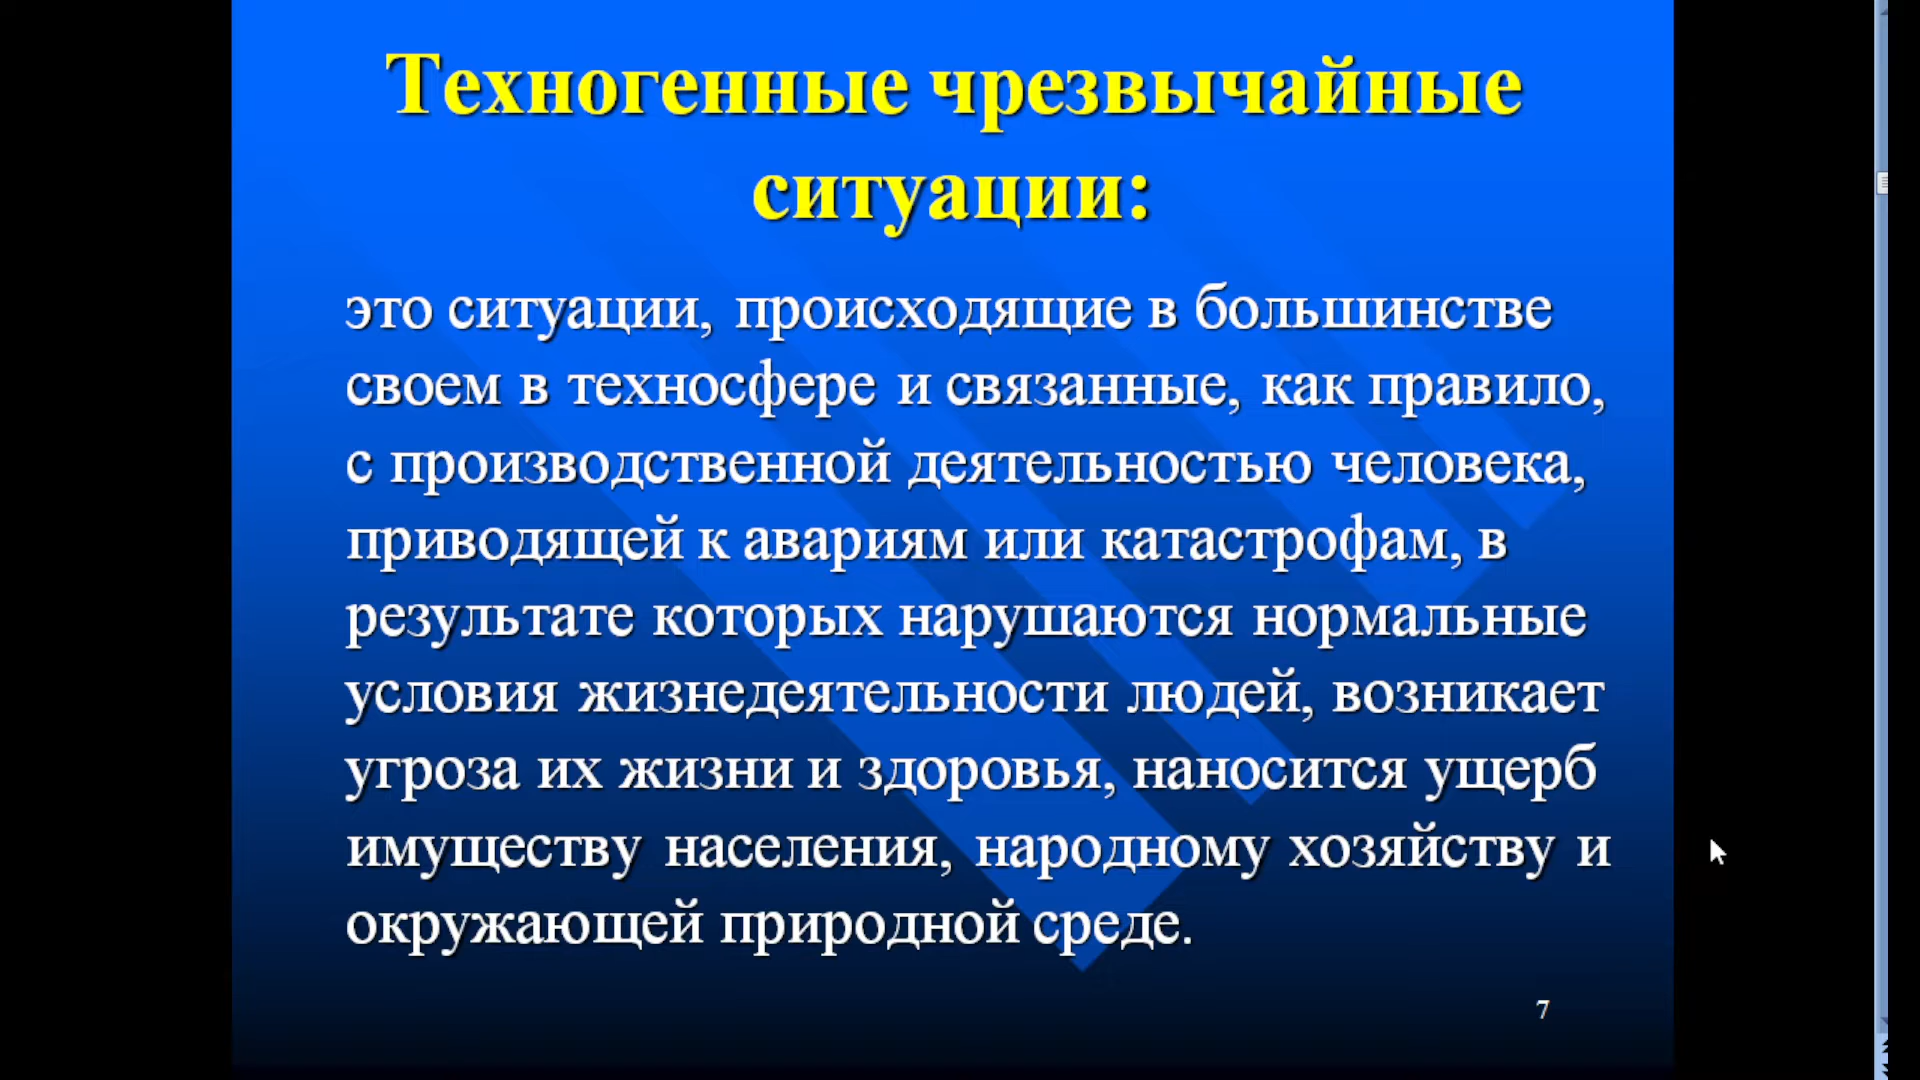 Техногенные чрезвычайные
ситуации:
это ситуации, происходящие в большинстве
своем в техносфере и связанные, как правило,
с производственной деятельностью человека,
приводящей к авариям или катастрофам, в
результате которых нарушаются нормальные
условия жизнедеятельности людей, возникает
угроза их жизни и здоровья, наносится ущерб
имуществу населения, народному хозяйству и
окружающей природной среде.
7